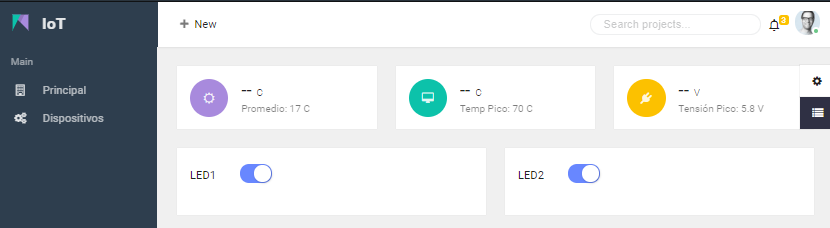 IoT
+ New
Search projects...
3
Main
Principal
Dispositivos
-- C
Promedio: 17 C
-- C
Temp Pico: 70 C
-- V
Tensión Pico: 5.8 V
LED1
LED2